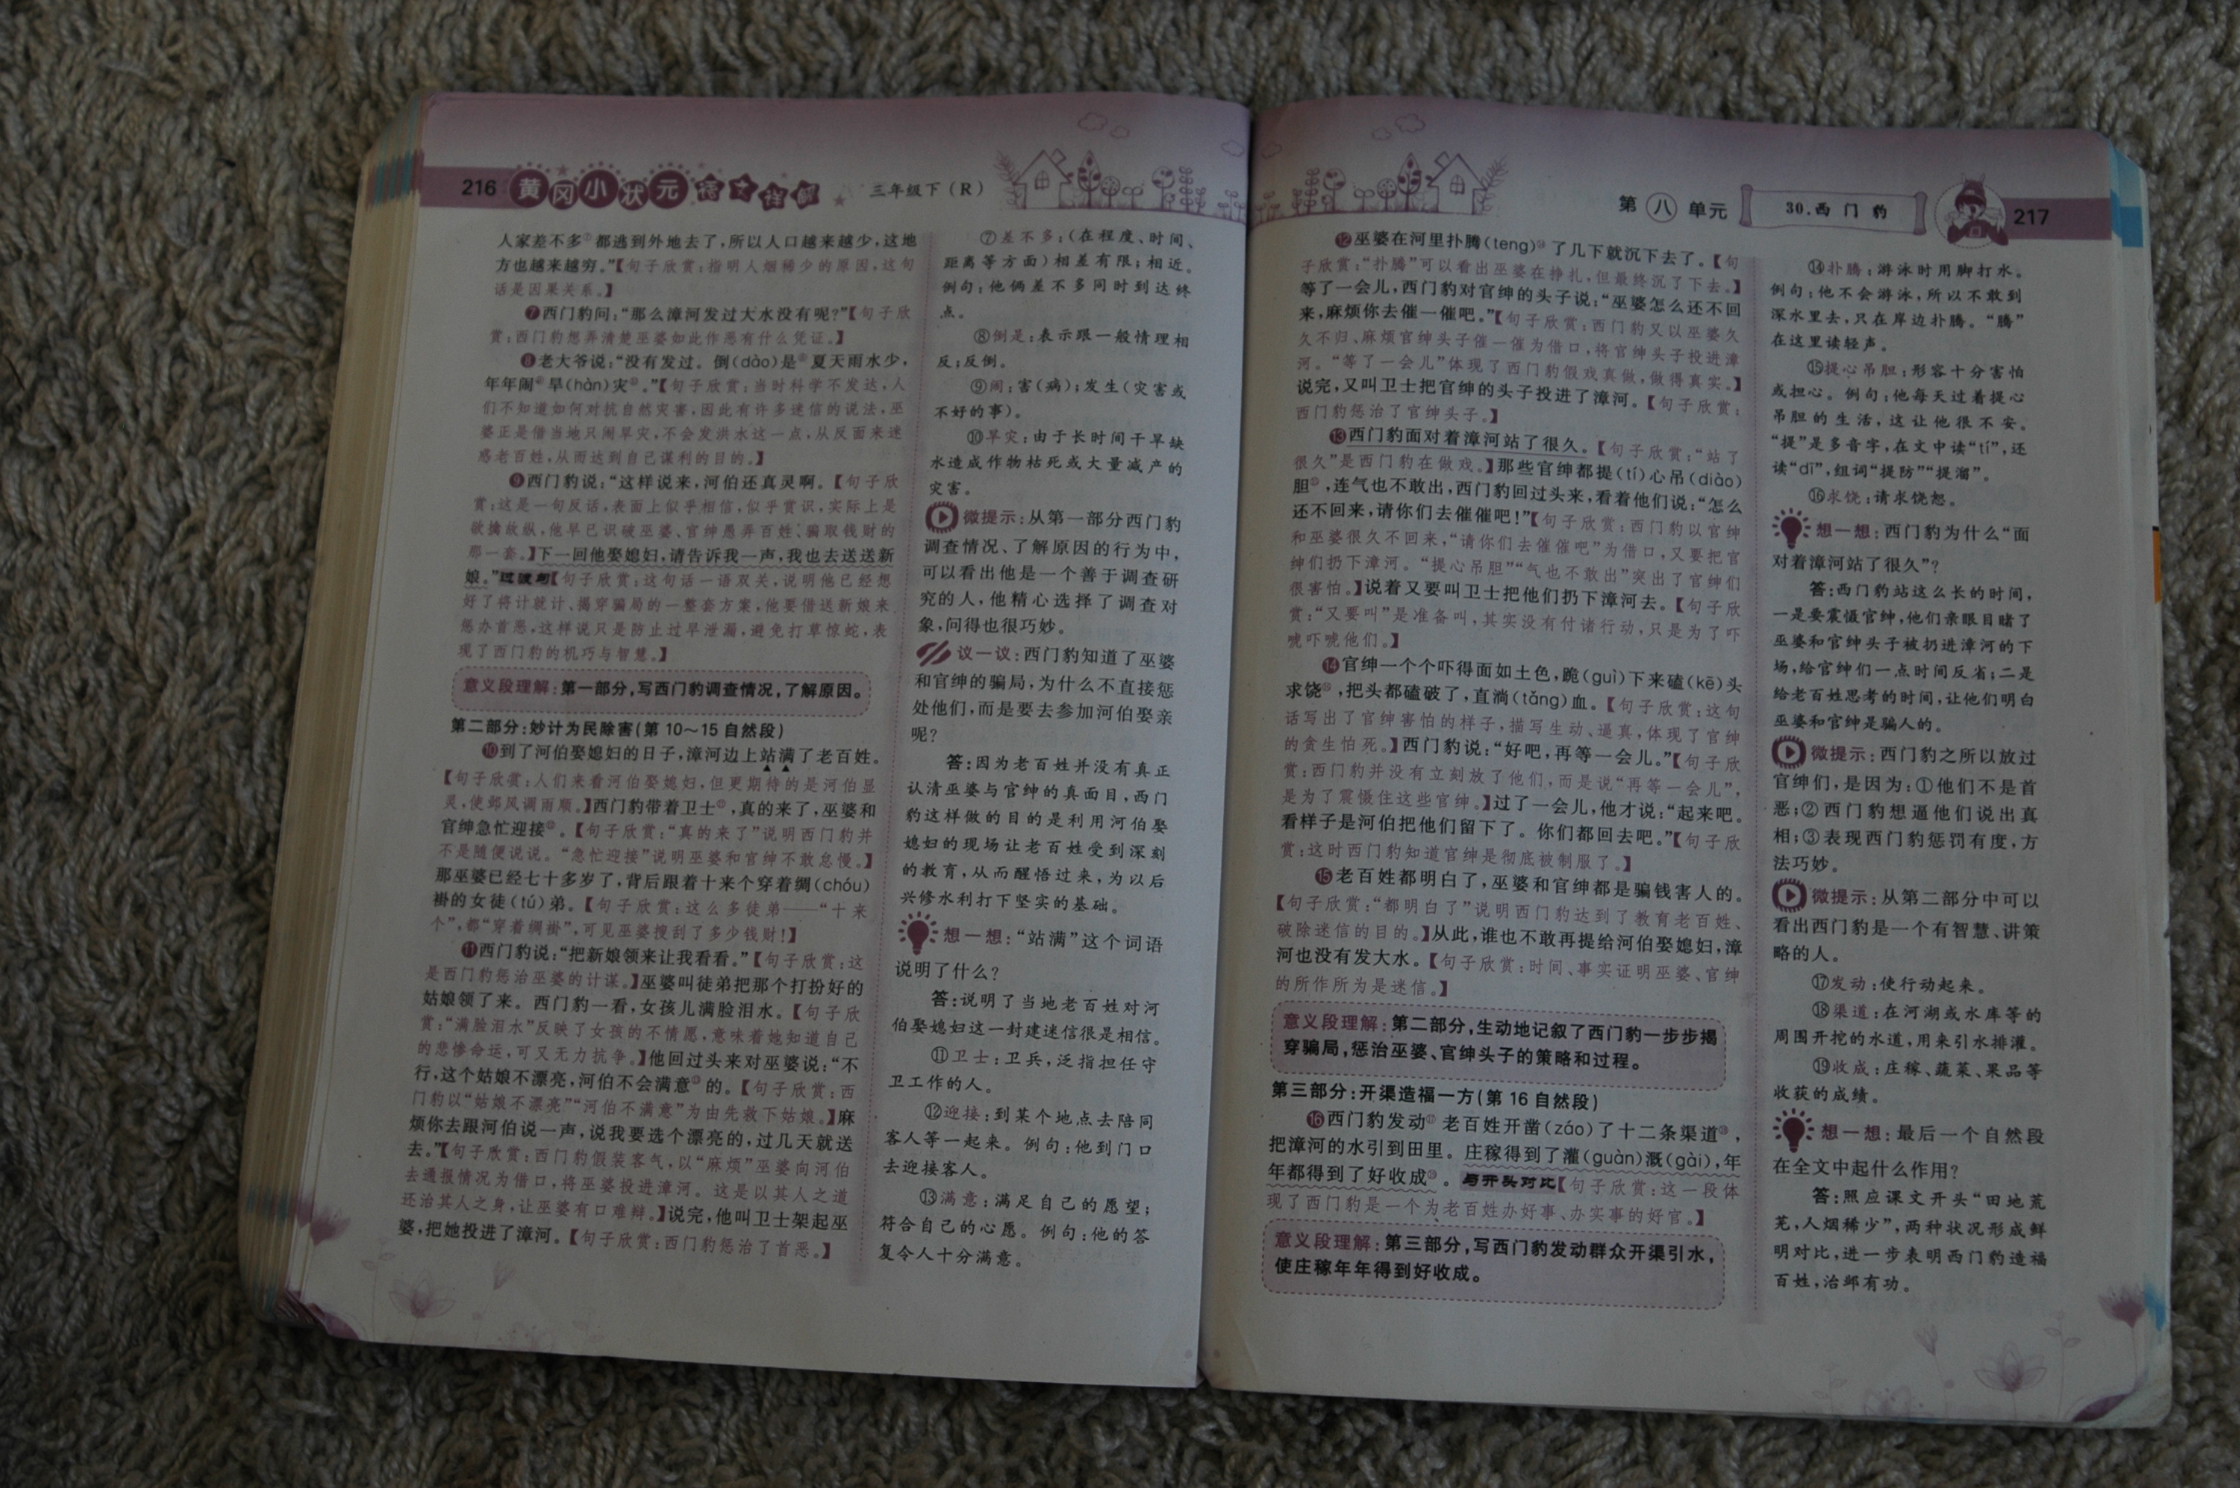 216 黄冈小状元语文详解 三年级下(R)
人家差不多⑦都逃到外地去了,所以人口越来越少,这地
方也越来越穷。”【句子欣赏:指明人烟稀少的原因,这句
话是因果关系。】
❼西门豹问:“那么漳河发过大水没有呢?”【句子欣
赏:西门豹想弄清楚巫婆如此作恶有什么凭证。】
❽老大爷说:“没有发过。倒(dào)是⑧夏天雨水少,
年年闹⑨旱(hàn)灾⑩。”【句子欣赏:当时科学不发达,人
们不知道如何对抗自然灾害,因此有许多迷信的说法,巫
婆正是借当地只闹旱灾,不会发洪水这一点,从反面来迷
惑老百姓,从而达到自己谋利的目的。】
❾西门豹说:“这样说来,河伯还真灵啊。【句子欣
赏:这是一句反话,表面上似乎相信,似乎赏识,实际上是
欲擒故纵,他早已识破巫婆、官绅愚弄百姓、骗取钱财的
那一套。】下一回他娶媳妇,请告诉我一声,我也去送送新
娘。”过渡句【句子欣赏:这句话一语双关,说明他已经想
好了将计就计、揭穿骗局的一整套方案,他要借送新娘来
惩办首恶,这样说只是防止过早泄漏,避免打草惊蛇,表
现了西门豹的机巧与智慧。】
意义段理解:第一部分,写西门豹调查情况,了解原因。
第二部分:妙计为民除害(第10～15自然段)
❿到了河伯娶媳妇的日子,漳河边上站满了老百姓。
【句子欣赏:人们来看河伯娶媳妇,但更期待的是河伯显
灵,使邺风调雨顺。】西门豹带着卫士⑪,真的来了,巫婆和
官绅急忙迎接⑫。【句子欣赏:“真的来了”说明西门豹并
不是随便说说。“急忙迎接”说明巫婆和官绅不敢怠慢。】
那巫婆已经七十多岁了,背后跟着十来个穿着绸(chóu)
褂的女徒(tú)弟。【句子欣赏:这么多徒弟——“十来
个”,都“穿着绸褂”,可见巫婆搜刮了多少钱财!】
⓫西门豹说:“把新娘领来让我看看。”【句子欣赏:这
是西门豹惩治巫婆的计谋。】巫婆叫徒弟把那个打扮好的
姑娘领了来。西门豹一看,女孩儿满脸泪水。【句子欣
赏:“满脸泪水”反映了女孩的不情愿,意味着她知道自己
的悲惨命运,可又无力抗争。】他回过头来对巫婆说:“不
行,这个姑娘不漂亮,河伯不会满意⑬的。【句子欣赏:西
门豹以“姑娘不漂亮”“河伯不满意”为由先救下姑娘。】麻
烦你去跟河伯说一声,说我要选个漂亮的,过几天就送
去。”【句子欣赏:西门豹假装客气,以“麻烦”巫婆向河伯
去通报情况为借口,将巫婆投进漳河。这是以其人之道
还治其人之身,让巫婆有口难辩。】说完,他叫卫士架起巫
婆,把她投进了漳河。【句子欣赏:西门豹惩治了首恶。】
⑦差不多:(在程度、时间、
距离等方面)相差有限;相近。
例句:他俩差不多同时到达终
点。
⑧倒是:表示跟一般情理相
反;反倒。
⑨闹:害(病);发生(灾害或
不好的事)。
⑩旱灾:由于长时间干旱缺
水造成作物枯死或大量减产的
灾害。
微提示:从第一部分西门豹
调查情况、了解原因的行为中,
可以看出他是一个善于调查研
究的人,他精心选择了调查对
象,问得也很巧妙。
议一议:西门豹知道了巫婆
和官绅的骗局,为什么不直接惩
处他们,而是要去参加河伯娶亲
呢?
答:因为老百姓并没有真正
认清巫婆与官绅的真面目,西门
豹这样做的目的是利用河伯娶
媳妇的现场让老百姓受到深刻
的教育,从而醒悟过来,为以后
兴修水利打下坚实的基础。
想一想:“站满”这个词语
说明了什么?
答:说明了当地老百姓对河
伯娶媳妇这一封建迷信很是相信。
⑪卫士:卫兵,泛指担任守
卫工作的人。
⑫迎接:到某个地点去陪同
客人等一起来。例句:他到门口
去迎接客人。
⑬满意:满足自己的愿望;
符合自己的心愿。例句:他的答
复令人十分满意。
第八单元 30.西门豹 217
⓬巫婆在河里扑腾(teng)⑭了几下就沉下去了。【句
子欣赏:“扑腾”可以看出巫婆在挣扎,但最终沉了下去。】
等了一会儿,西门豹对官绅的头子说:“巫婆怎么还不回
来,麻烦你去催一催吧。”【句子欣赏:西门豹又以巫婆久
久不归、麻烦官绅头子催一催为借口,将官绅头子投进漳
河。“等了一会儿”体现了西门豹假戏真做,做得真实。】
说完,又叫卫士把官绅的头子投进了漳河。【句子欣赏:
西门豹惩治了官绅头子。】
⓭西门豹面对着漳河站了很久。【句子欣赏:“站了
很久”是西门豹在做戏。】那些官绅都提(tí)心吊(diào)
胆⑮,连气也不敢出,西门豹回过头来,看着他们说:“怎么
还不回来,请你们去催催吧!”【句子欣赏:西门豹以官绅
和巫婆很久不回来,“请你们去催催吧”为借口,又要把官
绅们扔下漳河。“提心吊胆”“气也不敢出”突出了官绅们
很害怕。】说着又要叫卫士把他们扔下漳河去。【句子欣
赏:“又要叫”是准备叫,其实没有付诸行动,只是为了吓
唬吓唬他们。】
⓮官绅一个个吓得面如土色,跪(guì)下来磕(kē)头
求饶⑯,把头都磕破了,直淌(tǎng)血。【句子欣赏:这句
话写出了官绅害怕的样子,描写生动、逼真,体现了官绅
的贪生怕死。】西门豹说:“好吧,再等一会儿。”【句子欣
赏:西门豹并没有立刻放了他们,而是说“再等一会儿”,
是为了震慑住这些官绅。】过了一会儿,他才说:“起来吧。
看样子是河伯把他们留下了。你们都回去吧。”【句子欣
赏:这时西门豹知道官绅是彻底被制服了。】
⓯老百姓都明白了,巫婆和官绅都是骗钱害人的。
【句子欣赏:“都明白了”说明西门豹达到了教育老百姓、
破除迷信的目的。】从此,谁也不敢再提给河伯娶媳妇,漳
河也没有发大水。【句子欣赏:时间、事实证明巫婆、官绅
的所作所为是迷信。】
意义段理解:第二部分,生动地记叙了西门豹一步步揭
穿骗局,惩治巫婆、官绅头子的策略和过程。
第三部分:开渠造福一方(第16自然段)
⓰西门豹发动⑰老百姓开凿(záo)了十二条渠道⑱,
把漳河的水引到田里。庄稼得到了灌(guàn)溉(gài),年
年都得到了好收成⑲。与开头对比【句子欣赏:这一段体
现了西门豹是一个为老百姓办好事、办实事的好官。】
意义段理解:第三部分,写西门豹发动群众开渠引水,
使庄稼年年得到好收成。
⑭扑腾:游泳时用脚打水。
例句:他不会游泳,所以不敢到
深水里去,只在岸边扑腾。“腾”
在这里读轻声。
⑮提心吊胆:形容十分害怕
或担心。例句:他每天过着提心
吊胆的生活,这让他很不安。
“提”是多音字,在文中读“tí”,还
读“dī”,组词“提防”“提溜”。
⑯求饶:请求饶恕。
想一想:西门豹为什么“面
对着漳河站了很久”?
答:西门豹站这么长的时间,
一是要震慑官绅,他们亲眼目睹了
巫婆和官绅头子被扔进漳河的下
场,给官绅们一点时间反省;二是
给老百姓思考的时间,让他们明白
巫婆和官绅是骗人的。
微提示:西门豹之所以放过
官绅们,是因为:①他们不是首
恶;②西门豹想逼他们说出真
相;③表现西门豹惩罚有度,方
法巧妙。
微提示:从第二部分中可以
看出西门豹是一个有智慧、讲策
略的人。
⑰发动:使行动起来。
⑱渠道:在河湖或水库等的
周围开挖的水道,用来引水排灌。
⑲收成:庄稼、蔬菜、果品等
收获的成绩。
想一想:最后一个自然段
在全文中起什么作用?
答:照应课文开头“田地荒
芜,人烟稀少”,两种状况形成鲜
明对比,进一步表明西门豹造福
百姓,治邺有功。